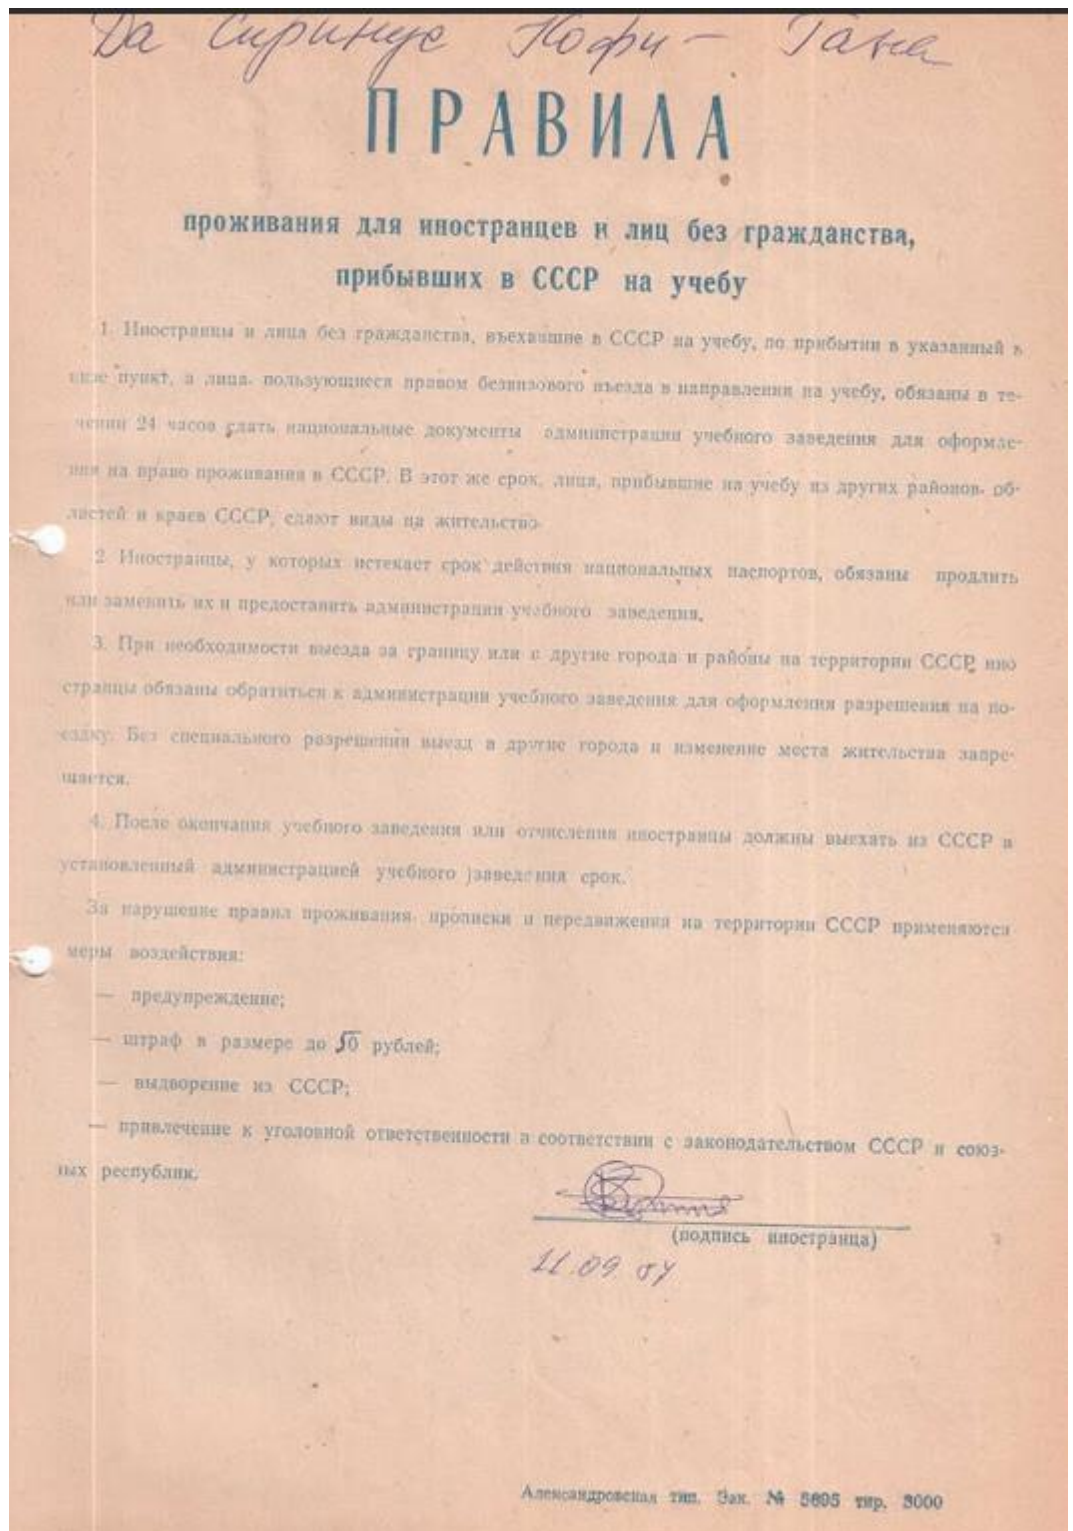 Да Сиринус Кофи - Гана
ПРАВИЛА
проживания для иностранцев и лиц без гражданства,
прибывших в СССР на учебу
1. Иностранцы и лица без гражданства, въехавшие в СССР на учебу, по прибытии в указанный в
визе пункт, а лица, пользующиеся правом безвизового въезда в направлении на учебу, обязаны в те-
чении 24 часов сдать национальные документы администрации учебного заведения для оформле-
ния на право проживания в СССР. В этот же срок, лица, прибывшие на учебу из других районов, об-
ластей и краев СССР, сдают виды на жительство.
2. Иностранцы, у которых истекает срок действия национальных паспортов, обязаны продлить
или заменить их и предоставить администрации учебного заведения.
3. При необходимости выезда за границу или в другие города и районы на территории СССР, ино
странцы обязаны обратиться к администрации учебного заведения для оформления разрешения на по-
ездку. Без специального разрешения выезд в другие города и изменение места жительства запре-
щается.
4. После окончания учебного заведения или отчисления иностранцы должны выехать из СССР в
установленный администрацией учебного заведения срок.
За нарушение правил проживания, прописки и передвижения на территории СССР применяются
меры воздействия:
— предупреждение;
— штраф в размере до 50 рублей;
— выдворение из СССР;
— привлечение к уголовной ответственности в соответствии с законодательством СССР и союз-
ных республик.
(подпись иностранца)
11.09.87
Александровская тип. Зак. № 5695 тир. 3000